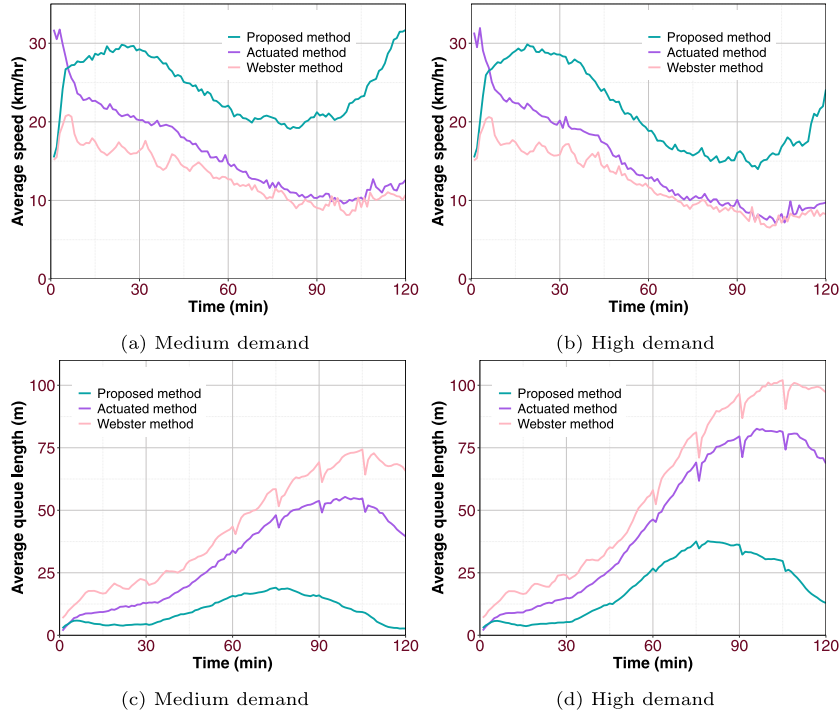 Average speed (km/hr)
30
20
10
0
Proposed method
Actuated method
Webster method
0 30 60 90 120
Time (min)
(a) Medium demand
Average speed (km/hr)
30
20
10
0
Proposed method
Actuated method
Webster method
0 30 60 90 120
Time (min)
(b) High demand
Average queue length (m)
100
75
50
25
0
Proposed method
Actuated method
Webster method
0 30 60 90 120
Time (min)
(c) Medium demand
Average queue length (m)
100
75
50
25
0
Proposed method
Actuated method
Webster method
0 30 60 90 120
Time (min)
(d) High demand